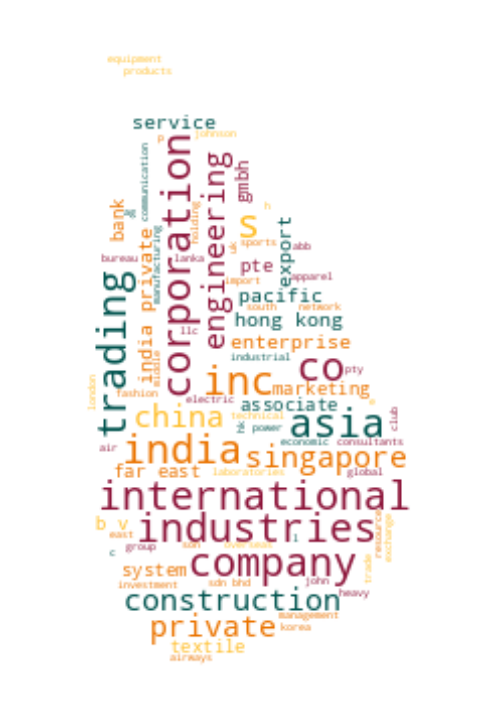 equipment
products
service
johnson
p
corporation
engineering
communication
gmbh
bank
holding
h
s
export
india private
manufacturing
uk
sports
abb
bureau
lanka
pte
apparel
trading
import
pacific
south
network
hong kong
llc
enterprise
middle
industrial
co
pty
inc
marketing
london
fashion
electric
associate
e
club
china
technical
asia
hk
power
economic
consultants
air
india
singapore
far east
laboratories
global
international
b v
industries
resource
exchange
east
c
group
sdn
overseas
l
company
trade
system
investment
sdn bhd
john
heavy
construction
management
private
korea
textile
airways